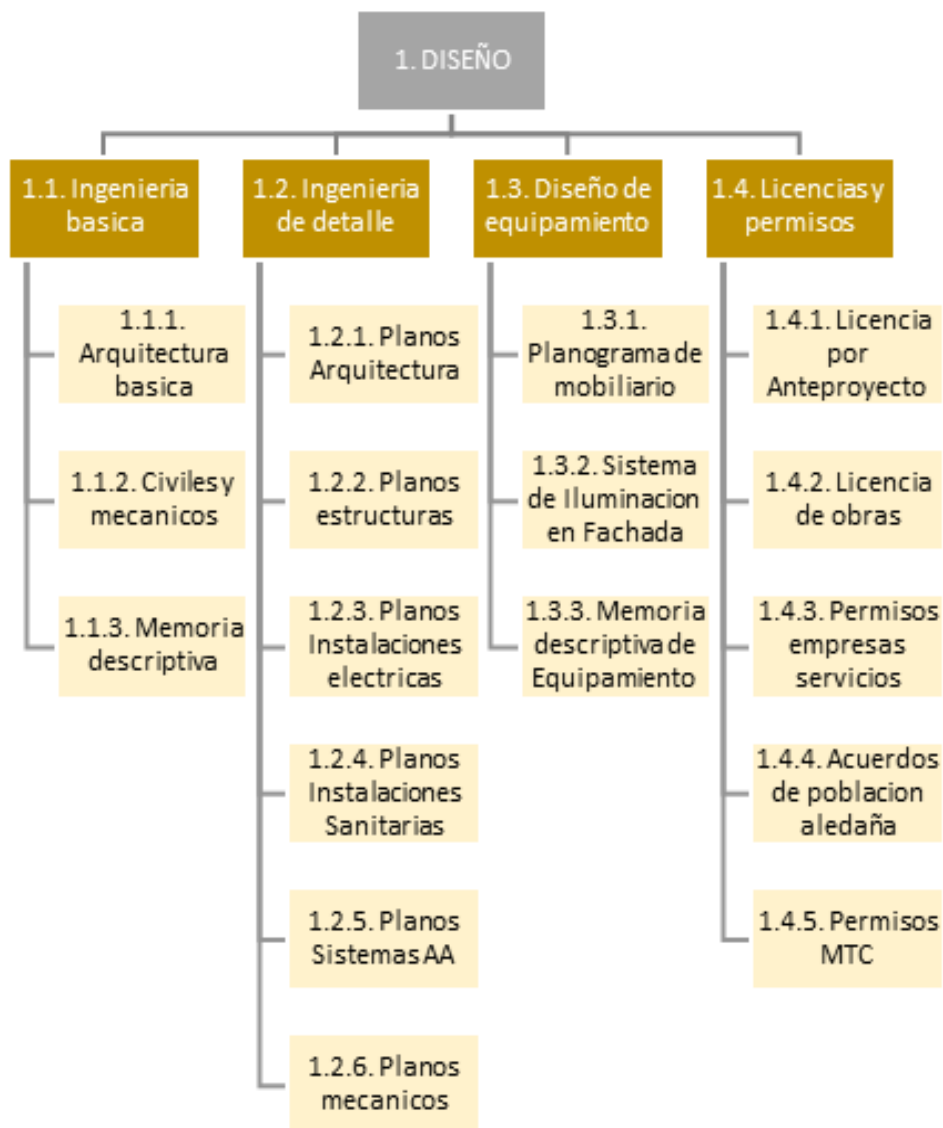 1. DISEÑO
1.1. Ingenieria
basica
1.1.1.
Arquitectura
basica
1.1.2. Civiles y
mecanicos
1.1.3. Memoria
descriptiva
1.2. Ingenieria
de detalle
1.2.1. Planos
Arquitectura
1.2.2. Planos
estructuras
1.2.3. Planos
Instalaciones
electricas
1.2.4. Planos
Instalaciones
Sanitarias
1.2.5. Planos
Sistemas AA
1.2.6. Planos
mecanicos
1.3. Diseño de
equipamiento
1.3.1.
Planograma de
mobiliario
1.3.2. Sistema
de Iluminacion
en Fachada
1.3.3. Memoria
descriptiva de
Equipamiento
1.4. Licencias y
permisos
1.4.1. Licencia
por
Anteproyecto
1.4.2. Licencia
de obras
1.4.3. Permisos
empresas
servicios
1.4.4. Acuerdos
de poblacion
aledaña
1.4.5. Permisos
MTC